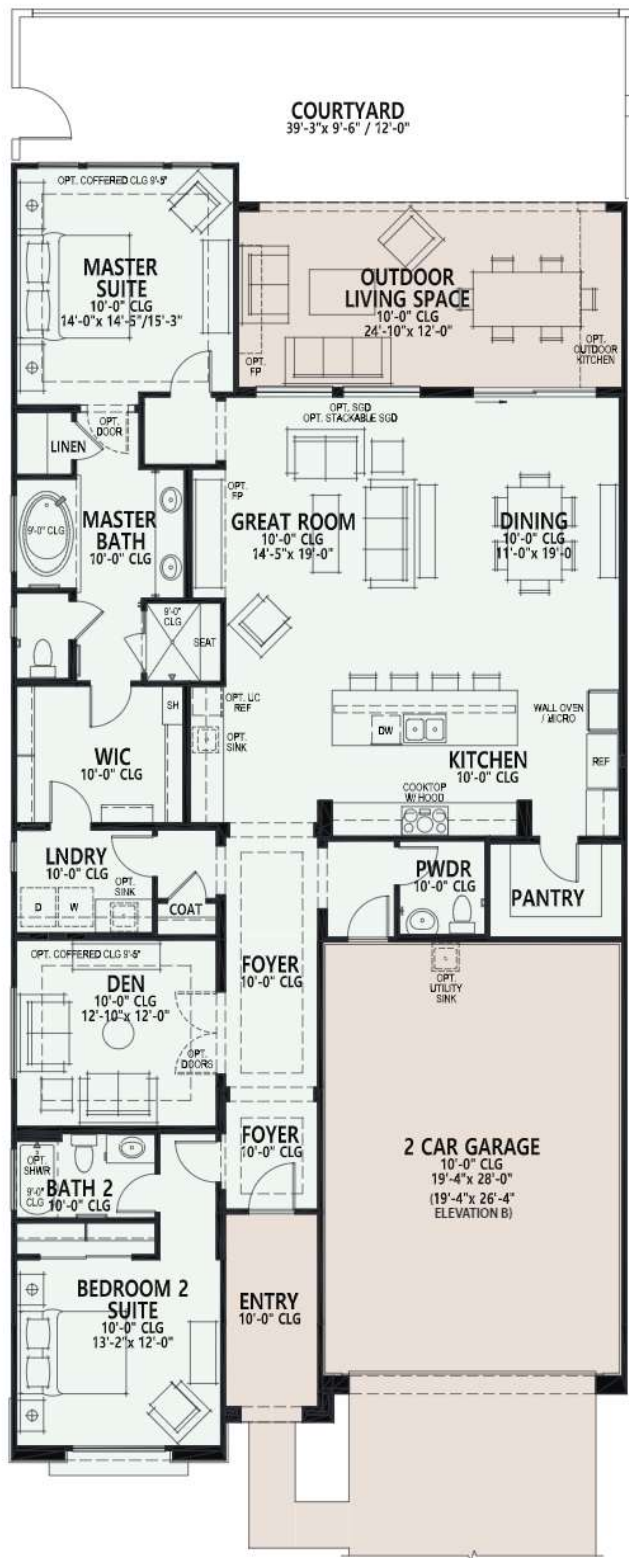 COURTYARD
39'-3"x 9'-6" / 12'-0"
OPT. COFFERED CLG 9'-5"
MASTER
SUITE
10'-0" CLG
14'-0"x 14'-5"/15'-3"
OUTDOOR
LIVING SPACE
10'-0" CLG
24'-10"x 12'-0"
OPT.
FP
OPT.
OUTDOOR
KITCHEN
OPT.
DOOR
LINEN
OPT. SGD
OPT. STACKABLE SGD
9'-0" CLG
MASTER
BATH
10'-0" CLG
OPT.
FP
GREAT ROOM
10'-0" CLG
14'-5"x 19'-0"
DINING
10'-0" CLG
11'-0"x 19'-0
9'-0"
CLG
SEAT
SH
WIC
10'-0" CLG
OPT. UC
REF
OPT.
SINK
DW
WALL OVEN
/ MICRO
KITCHEN
10'-0" CLG
REF
COOKTOP
W/HOOD
LNDRY
10'-0" CLG
OPT.
SINK
D
W
COAT
PWDR
10'-0" CLG
PANTRY
OPT. COFFERED CLG 9'-5"
DEN
10'-0" CLG
12'-10"x 12'-0"
OPT.
DOORS
FOYER
10'-0" CLG
OPT.
UTILITY
SINK
FOYER
10'-0" CLG
2 CAR GARAGE
10'-0" CLG
19'-4"x 28'-0"
(19'-4"x 26'-4"
ELEVATION B)
OPT.
SHWR
9'-0"
CLG
BATH 2
10'-0" CLG
BEDROOM 2
SUITE
10'-0" CLG
13'-2"x 12'-0"
ENTRY
10'-0" CLG